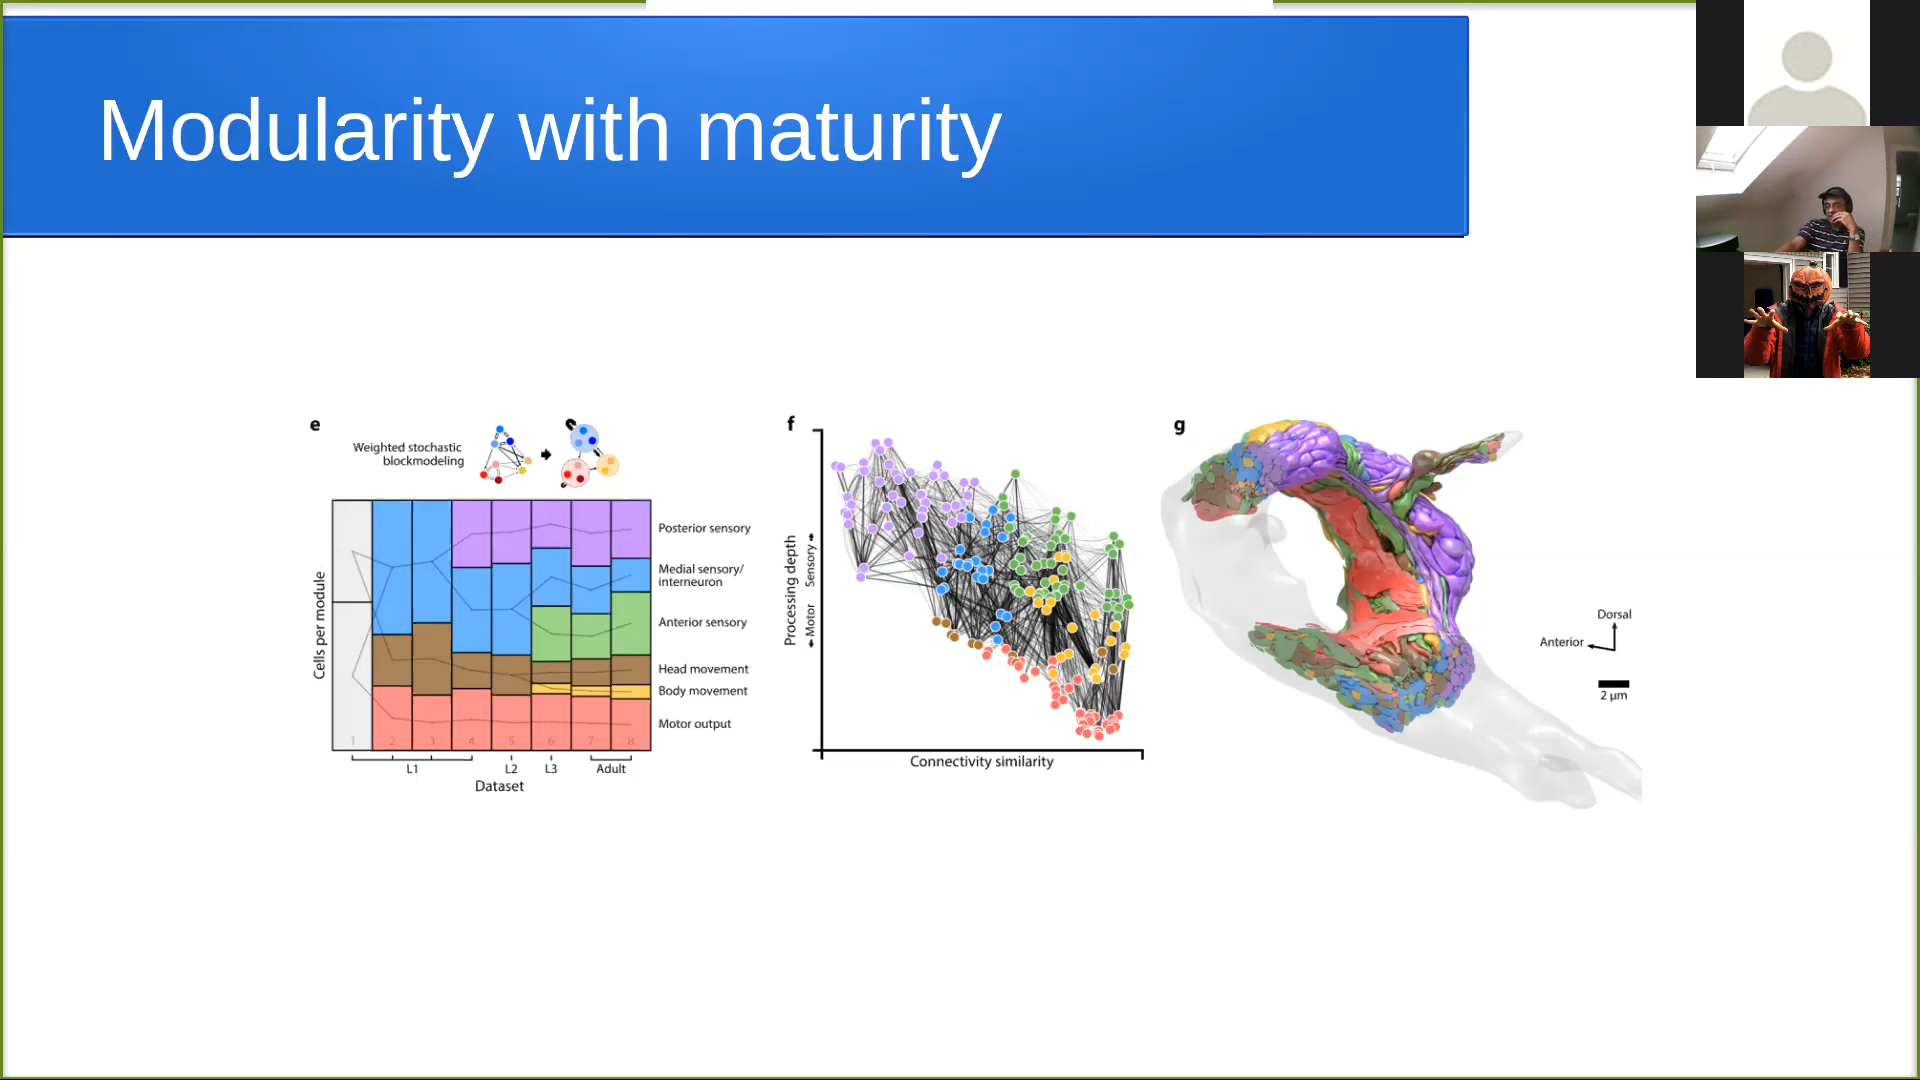 Modularity with maturity
e
Weighted stochastic
blockmodeling
Cells per module
Posterior sensory
Medial sensory/
interneuron
Anterior sensory
Head movement
Body movement
Motor output
1 2 3 4 5 6 7 8
L1 L2 L3 Adult
Dataset
f
Processing depth
Motor Sensory
Connectivity similarity
g
Dorsal
Anterior
2 μm